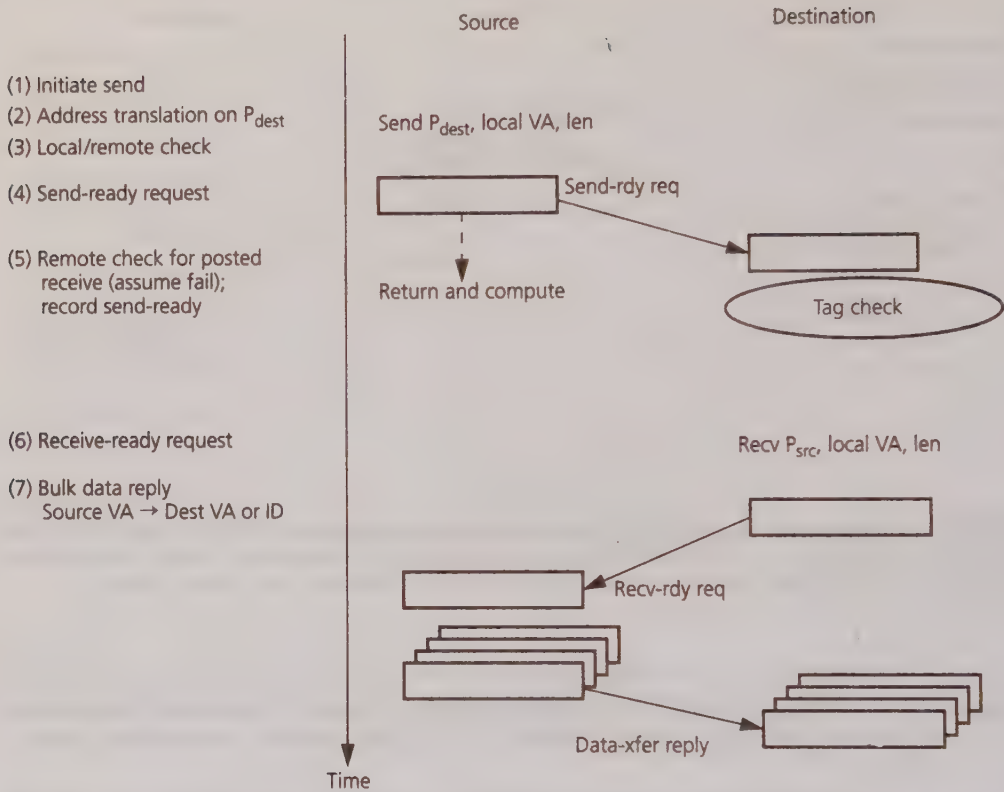 Source
Destination
(1) Initiate send
(2) Address translation on Pdest
(3) Local/remote check
(4) Send-ready request
(5) Remote check for posted
receive (assume fail);
record send-ready
(6) Receive-ready request
(7) Bulk data reply
Source VA → Dest VA or ID
Send Pdest, local VA, len
Send-rdy req
Return and compute
Tag check
Recv Psrc, local VA, len
Recv-rdy req
Data-xfer reply
Time